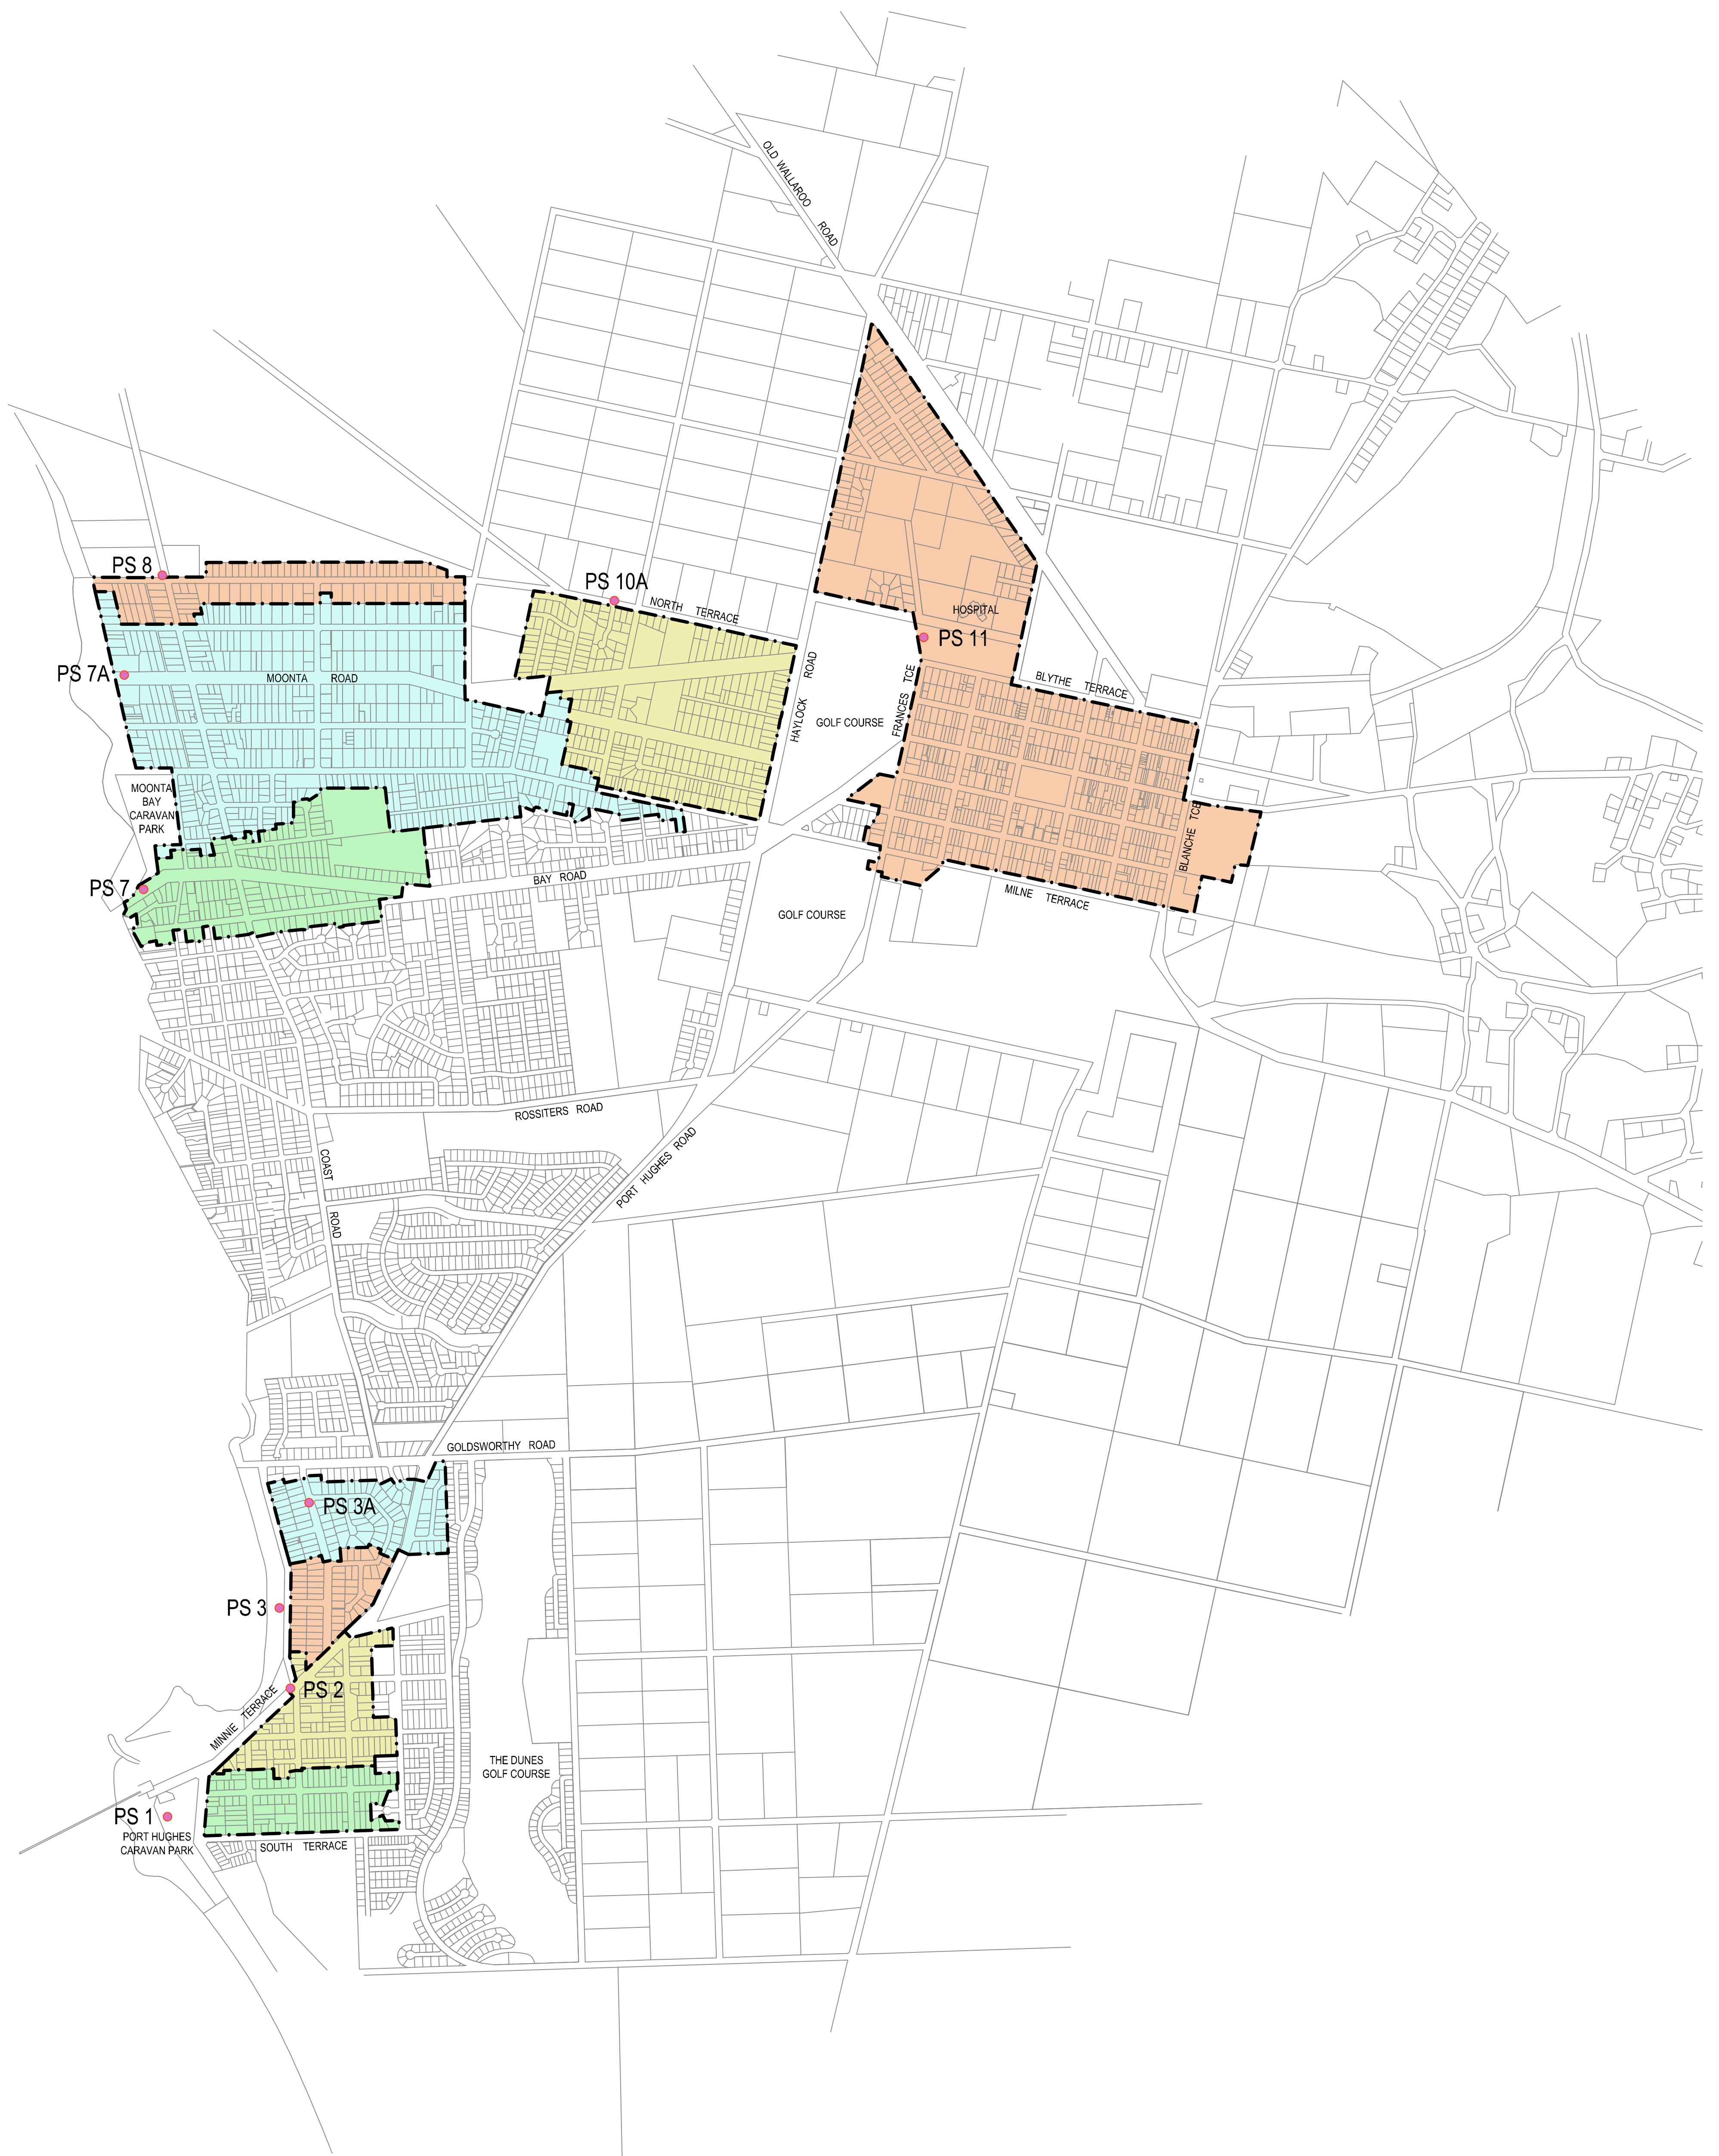 OLD WALLAROO ROAD
PS 8
PS 10A
NORTH TERRACE
HOSPITAL
PS 11
PS 7A
MOONTA ROAD
HAYLOCK ROAD
FRANCES TCE
BLYTHE TERRACE
GOLF COURSE
MOONTA
BAY
CARAVAN
PARK
BLANCHE TCE
PS 7
BAY ROAD
MILNE TERRACE
GOLF COURSE
ROSSITERS ROAD
COAST ROAD
PORT HUGHES ROAD
GOLDSWORTHY ROAD
PS 3A
PS 3
PS 2
MINNIE TERRACE
THE DUNES
GOLF COURSE
PS 1
PORT HUGHES
CARAVAN PARK
SOUTH TERRACE